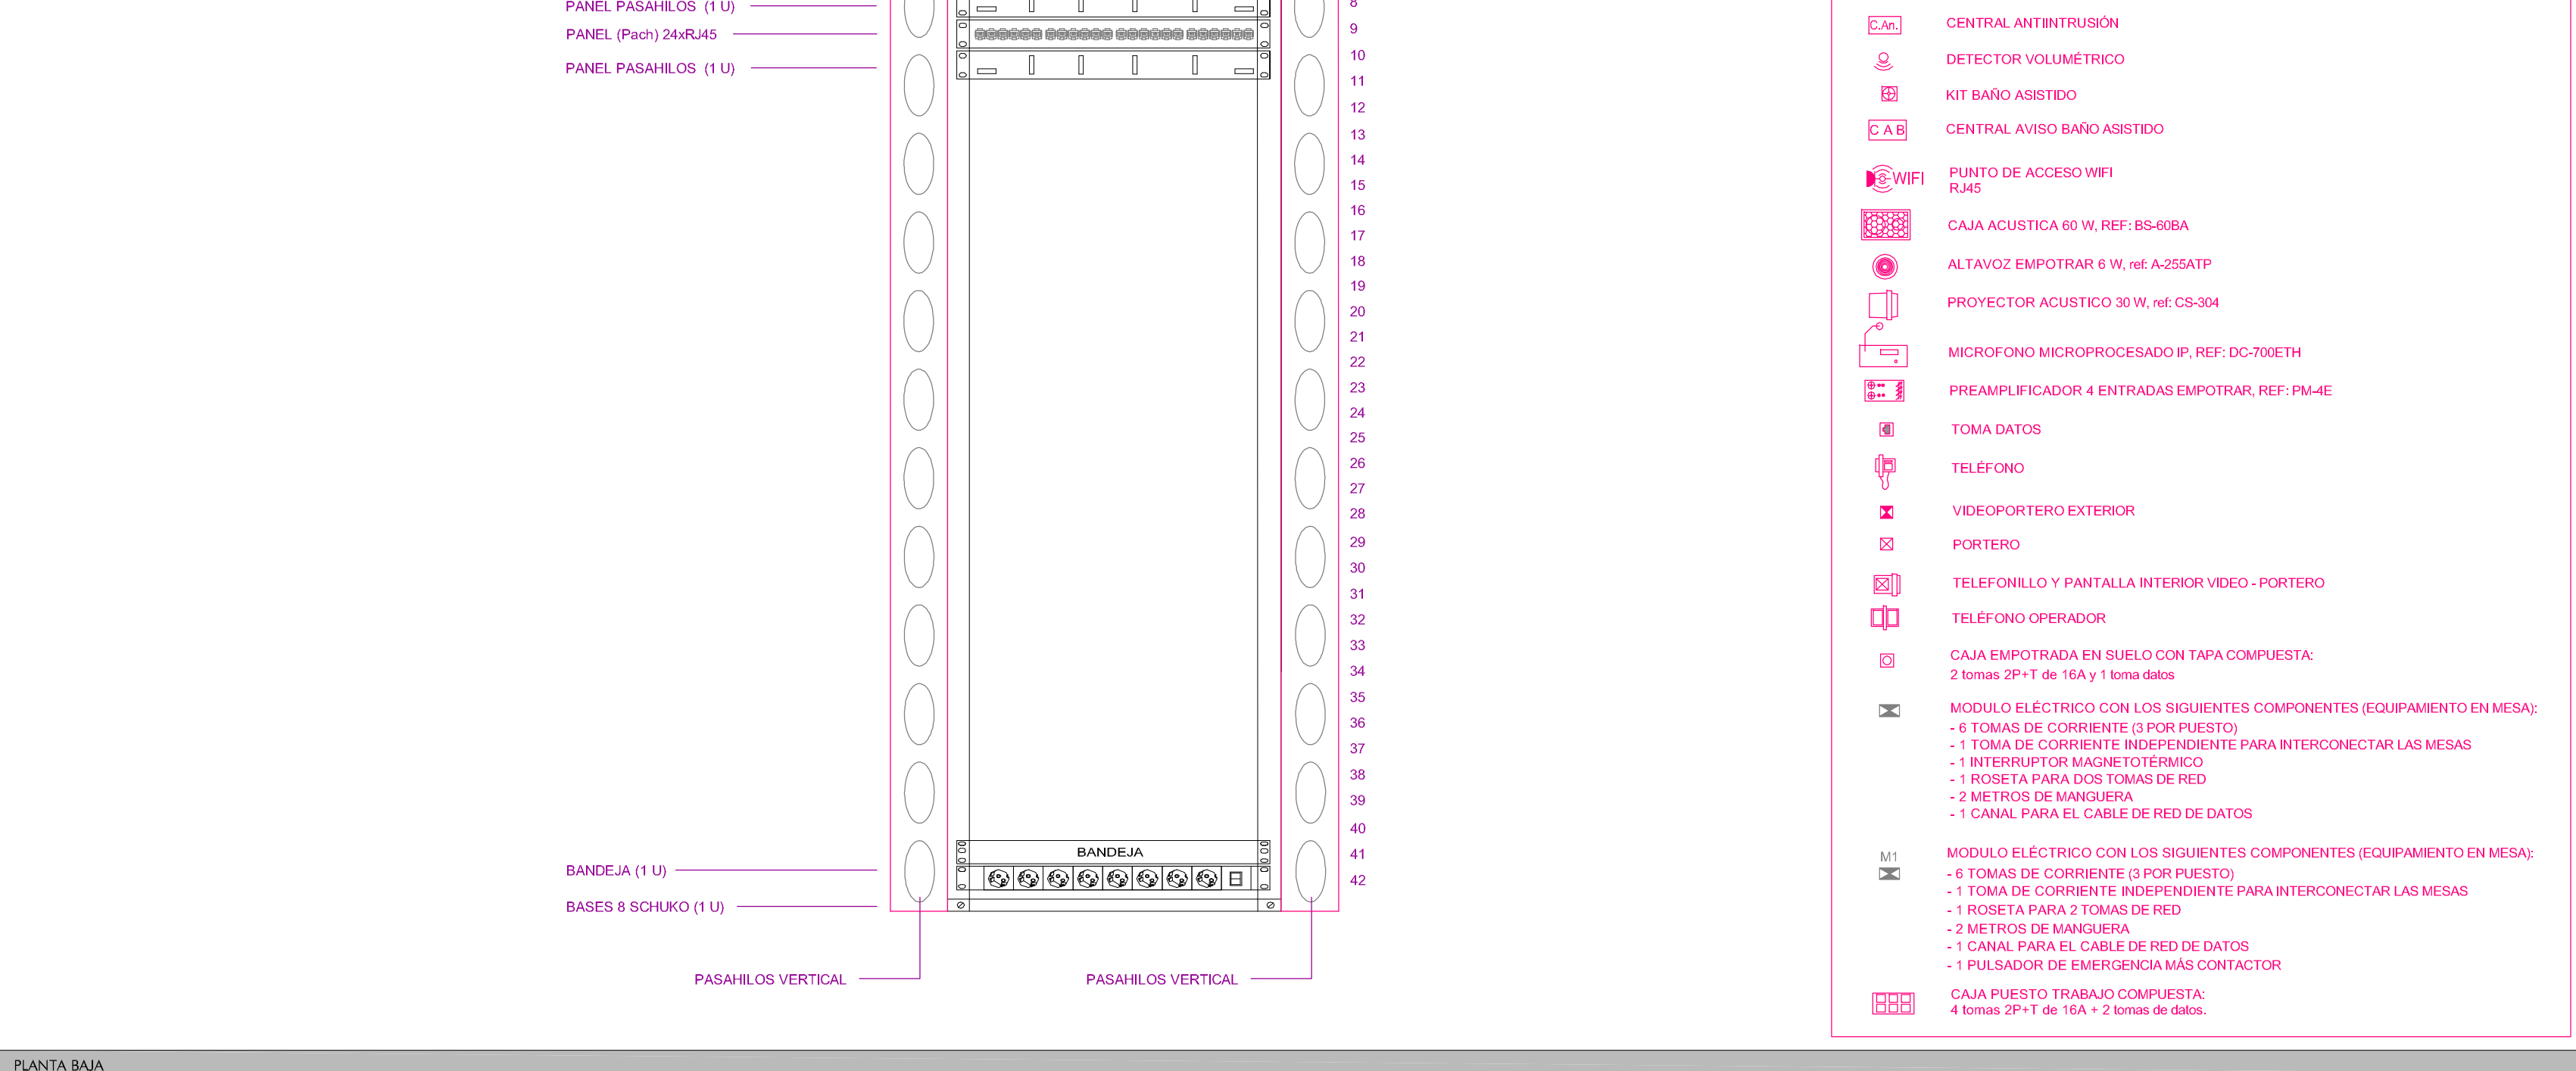 PANEL PASAHILOS (1 U)
PANEL (Pach) 24xRJ45
PANEL PASAHILOS (1 U)
BANDEJA (1 U)
BASES 8 SCHUKO (1 U)
PASAHILOS VERTICAL
PASAHILOS VERTICAL
BANDEJA
8
9
10
11
12
13
14
15
16
17
18
19
20
21
22
23
24
25
26
27
28
29
30
31
32
33
34
35
36
37
38
39
40
41
42
C.An. CENTRAL ANTIINTRUSIÓN
DETECTOR VOLUMÉTRICO
KIT BAÑO ASISTIDO
C A B CENTRAL AVISO BAÑO ASISTIDO
WIFI PUNTO DE ACCESO WIFI
RJ45
CAJA ACUSTICA 60 W, REF: BS-60BA
ALTAVOZ EMPOTRAR 6 W, ref: A-255ATP
PROYECTOR ACUSTICO 30 W, ref: CS-304
MICROFONO MICROPROCESADO IP, REF: DC-700ETH
PREAMPLIFICADOR 4 ENTRADAS EMPOTRAR, REF: PM-4E
TOMA DATOS
TELÉFONO
VIDEOPORTERO EXTERIOR
PORTERO
TELEFONILLO Y PANTALLA INTERIOR VIDEO - PORTERO
TELÉFONO OPERADOR
CAJA EMPOTRADA EN SUELO CON TAPA COMPUESTA:
2 tomas 2P+T de 16A y 1 toma datos
MODULO ELÉCTRICO CON LOS SIGUIENTES COMPONENTES (EQUIPAMIENTO EN MESA):
- 6 TOMAS DE CORRIENTE (3 POR PUESTO)
- 1 TOMA DE CORRIENTE INDEPENDIENTE PARA INTERCONECTAR LAS MESAS
- 1 INTERRUPTOR MAGNETOTÉRMICO
- 1 ROSETA PARA DOS TOMAS DE RED
- 2 METROS DE MANGUERA
- 1 CANAL PARA EL CABLE DE RED DE DATOS
M1 MODULO ELÉCTRICO CON LOS SIGUIENTES COMPONENTES (EQUIPAMIENTO EN MESA):
- 6 TOMAS DE CORRIENTE (3 POR PUESTO)
- 1 TOMA DE CORRIENTE INDEPENDIENTE PARA INTERCONECTAR LAS MESAS
- 1 ROSETA PARA 2 TOMAS DE RED
- 2 METROS DE MANGUERA
- 1 CANAL PARA EL CABLE DE RED DE DATOS
- 1 PULSADOR DE EMERGENCIA MÁS CONTACTOR
CAJA PUESTO TRABAJO COMPUESTA:
4 tomas 2P+T de 16A + 2 tomas de datos.
PLANTA BAJA